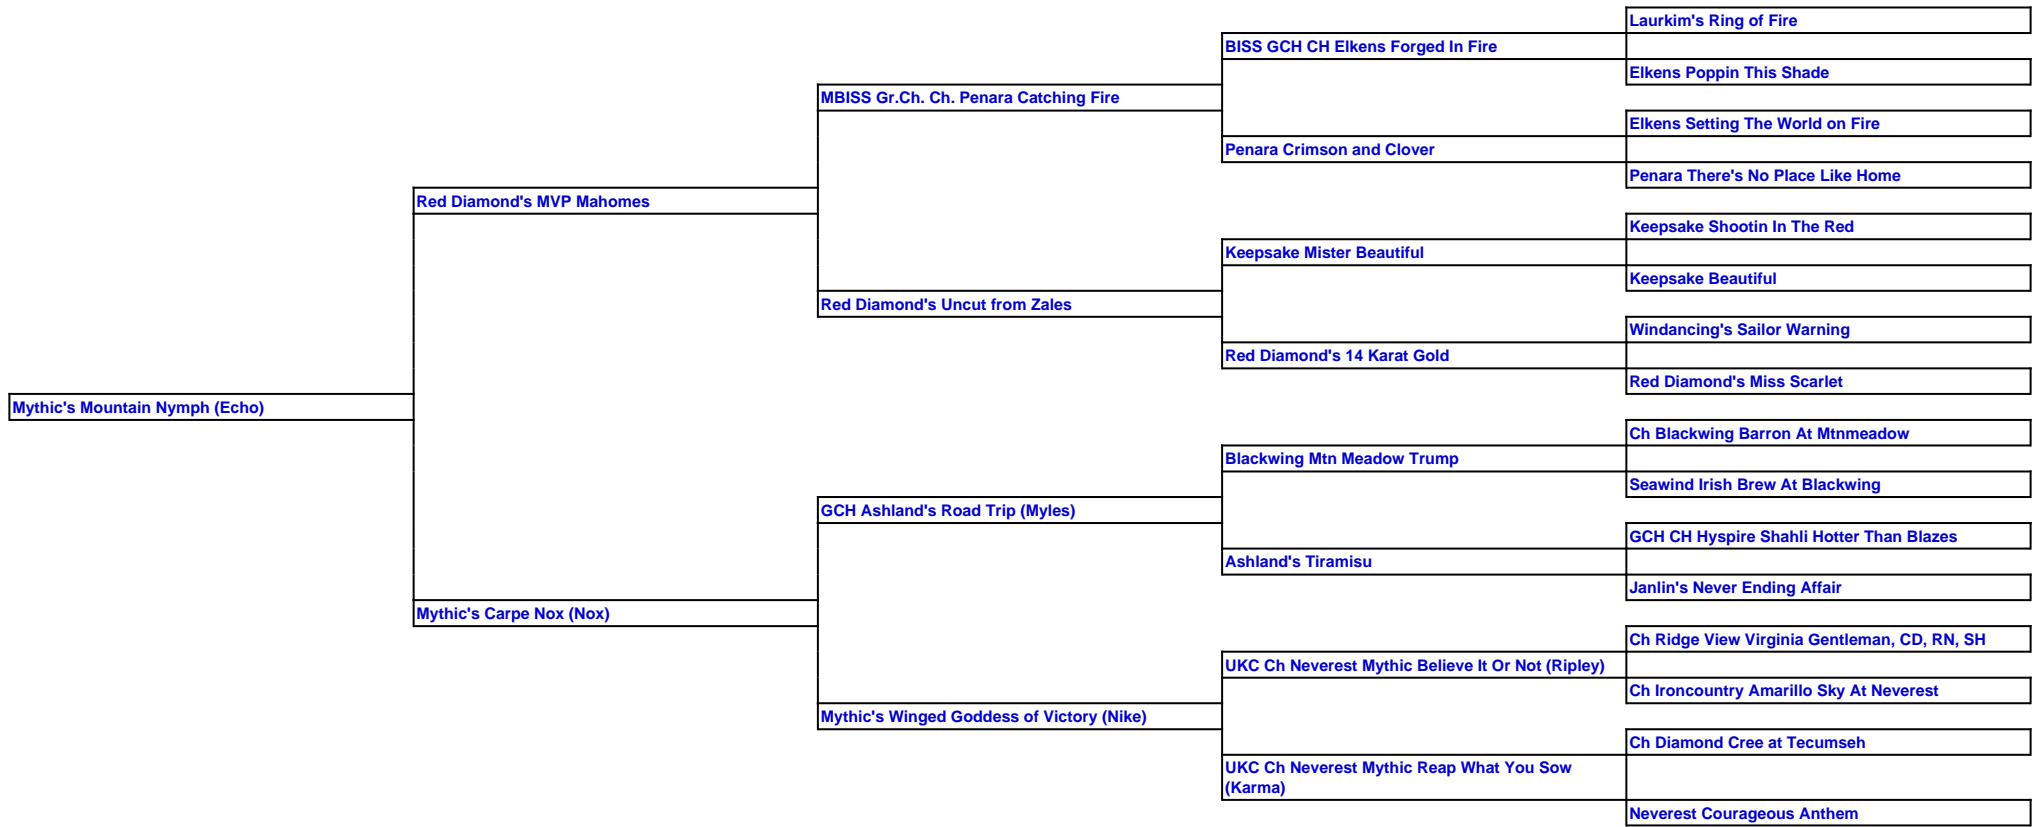 Laurkim's Ring of Fire
BISS GCH CH Elkens Forged In Fire
Elkens Poppin This Shade
MBISS Gr.Ch. Ch. Penara Catching Fire
Elkens Setting The World on Fire
Penara Crimson and Clover
Penara There's No Place Like Home
Red Diamond's MVP Mahomes
Keepsake Shootin In The Red
Keepsake Mister Beautiful
Keepsake Beautiful
Red Diamond's Uncut from Zales
Windancing's Sailor Warning
Red Diamond's 14 Karat Gold
Red Diamond's Miss Scarlet
Mythic's Mountain Nymph (Echo)
Ch Blackwing Barron At Mtnmeadow
Blackwing Mtn Meadow Trump
Seawind Irish Brew At Blackwing
GCH Ashland's Road Trip (Myles)
GCH CH Hyspire Shahli Hotter Than Blazes
Ashland's Tiramisu
Janlin's Never Ending Affair
Mythic's Carpe Nox (Nox)
Ch Ridge View Virginia Gentleman, CD, RN, SH
UKC Ch Neverest Mythic Believe It Or Not (Ripley)
Ch Ironcountry Amarillo Sky At Neverest
Mythic's Winged Goddess of Victory (Nike)
Ch Diamond Cree at Tecumseh
UKC Ch Neverest Mythic Reap What You Sow
(Karma)
Neverest Courageous Anthem